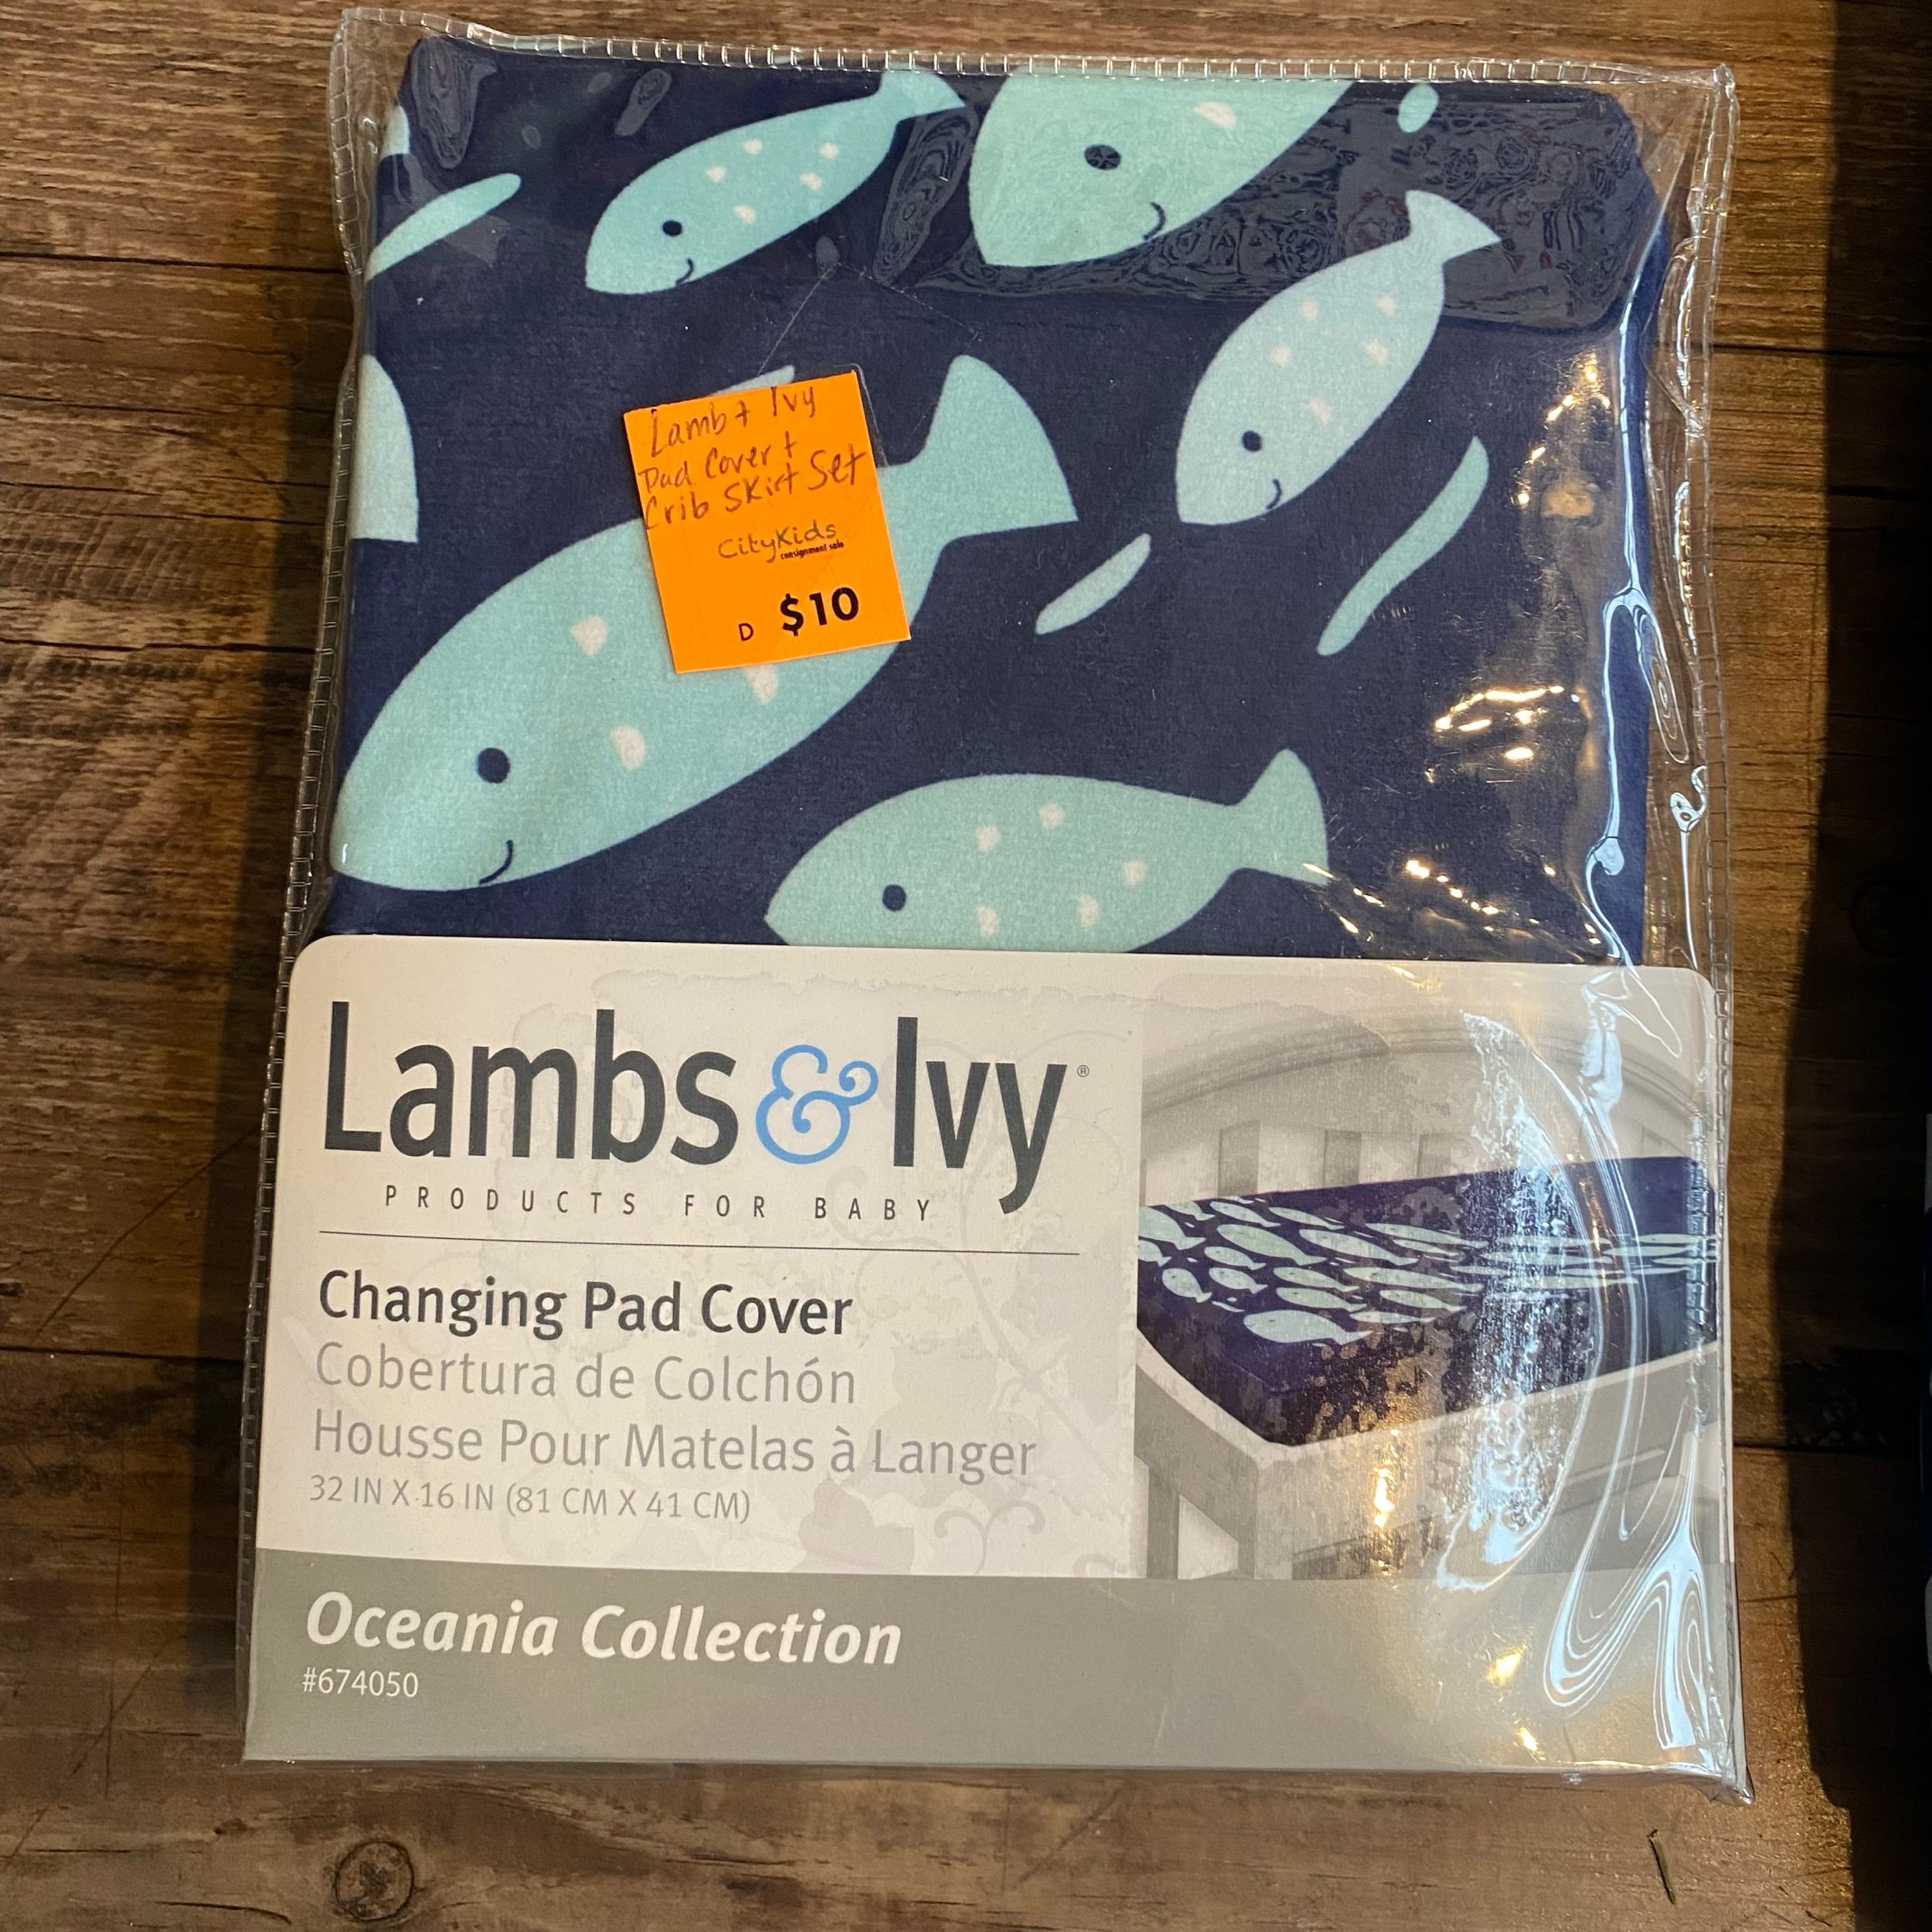 Lamb + Ivy
Pad Cover +
Crib Skirt Set
CityKids
consignment sale
D $10
Lambs & Ivy®
PRODUCTS FOR BABY
Changing Pad Cover
Cobertura de Colchón
Housse Pour Matelas à Langer
32 IN X 16 IN (81 CM X 41 CM)
Oceania Collection
#674050